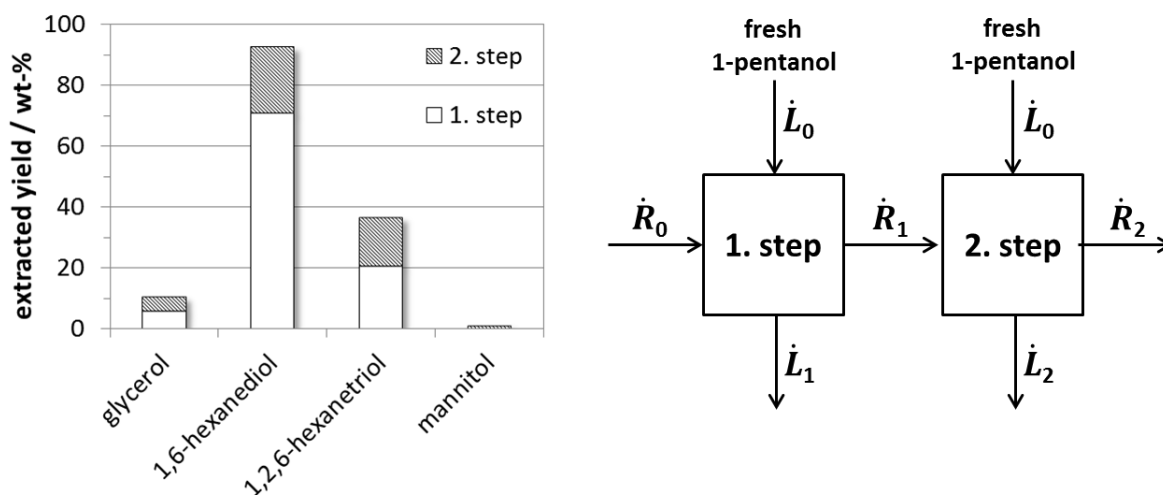 extracted yield / wt-%
100
80
60
40
20
0
2. step
1. step
glycerol
1,6-hexanediol
1,2,6-hexanetriol
mannitol
fresh
1-pentanol
L̇₀
fresh
1-pentanol
L̇₀
Ṙ₀
1. step
Ṙ₁
2. step
Ṙ₂
L̇₁
L̇₂